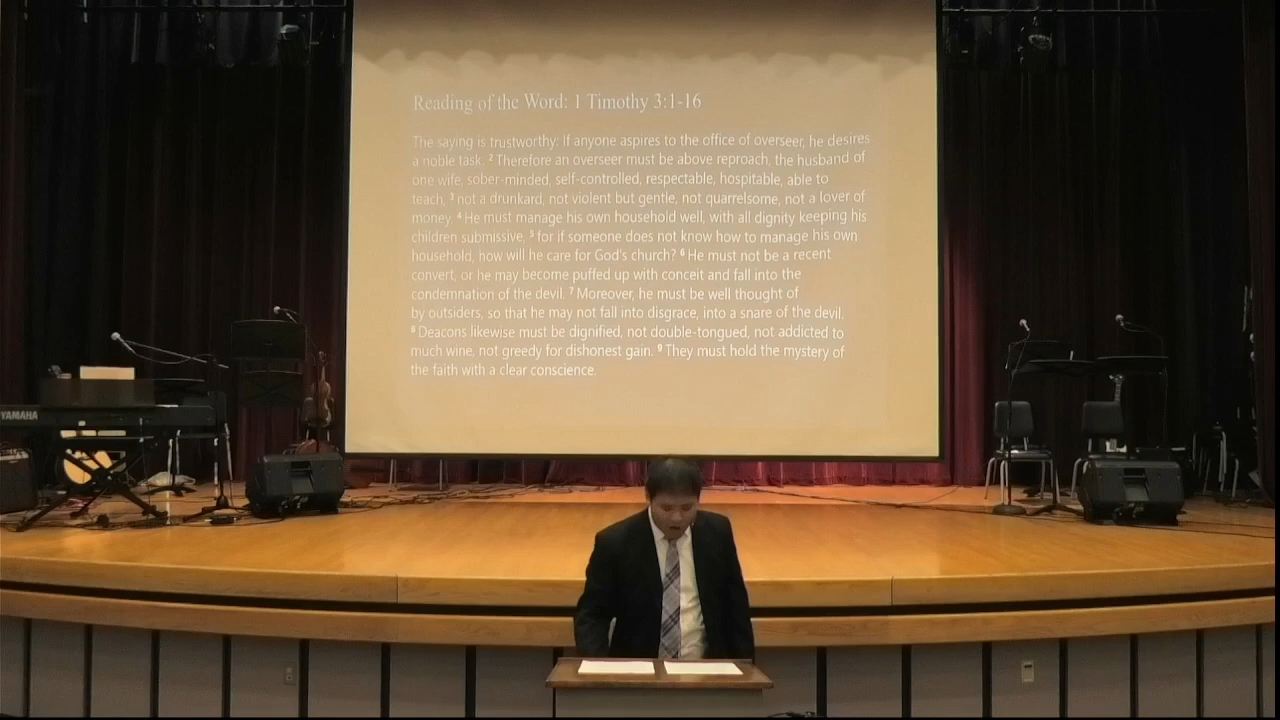 Reading of the Word: 1 Timothy 3:1-16
The saying is trustworthy: If anyone aspires to the office of overseer, he desires
a noble task. 2 Therefore an overseer must be above reproach, the husband of
one wife, sober-minded, self-controlled, respectable, hospitable, able to
teach, 3 not a drunkard, not violent but gentle, not quarrelsome, not a lover of
money. 4 He must manage his own household well, with all dignity keeping his
children submissive, 5 for if someone does not know how to manage his own
household, how will he care for God's church? 6 He must not be a recent
convert, or he may become puffed up with conceit and fall into the
condemnation of the devil. 7 Moreover, he must be well thought of
by outsiders, so that he may not fall into disgrace, into a snare of the devil.
8 Deacons likewise must be dignified, not double-tongued, not addicted to
much wine, not greedy for dishonest gain. 9 They must hold the mystery of
the faith with a clear conscience.
YAMAHA